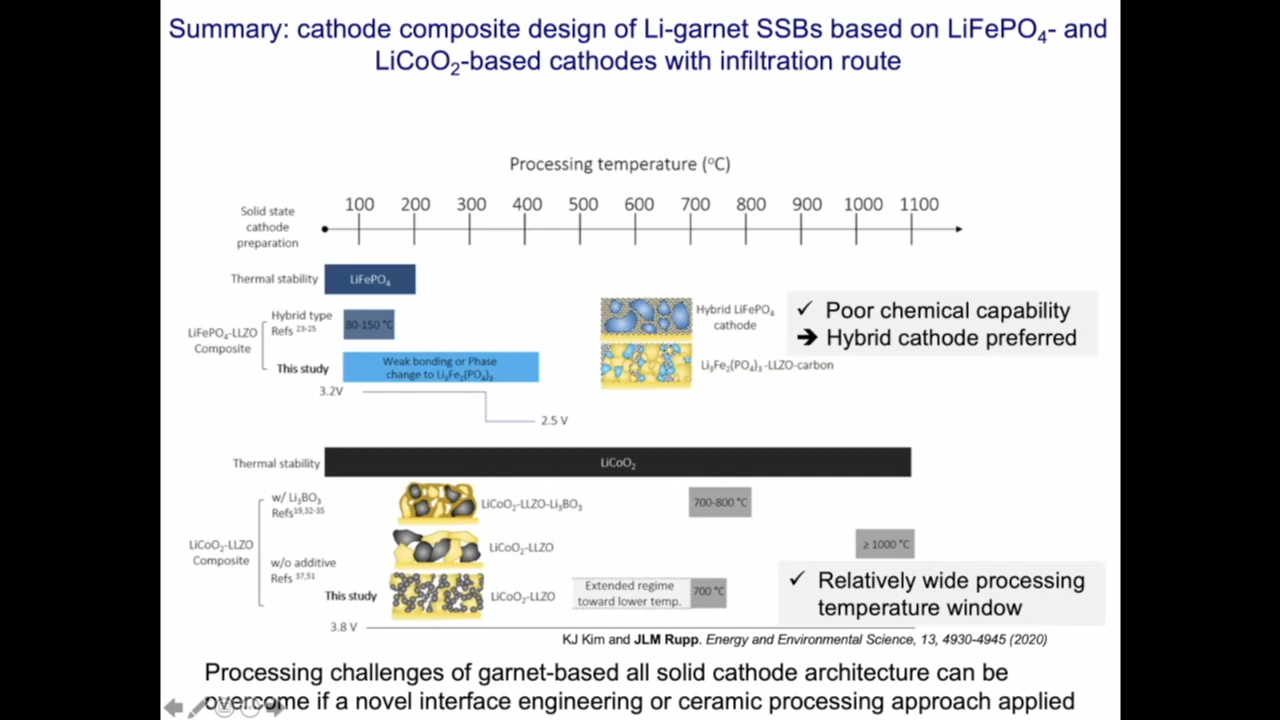 Summary: cathode composite design of Li-garnet SSBs based on LiFePO₄- and
LiCoO₂-based cathodes with infiltration route
Processing temperature (°C)
Solid state
cathode
preparation
100 200 300 400 500 600 700 800 900 1000 1100
Thermal stability
LiFePO₄
LiFePO₄-LLZO
Composite
Hybrid type
Refs ²³⁻²⁵
80-150 °C
Hybrid LiFePO₄
cathode
✓ Poor chemical capability
➔ Hybrid cathode preferred
This study
Weak bonding or Phase
change to Li₃Fe₂(PO₄)₃
Li₃Fe₂(PO₄)₃-LLZO-carbon
3.2V
2.5 V
Thermal stability
LiCoO₂
LiCoO₂-LLZO
Composite
w/ Li₃BO₃
Refs¹⁹,³²⁻³⁵
LiCoO₂-LLZO-Li₃BO₃
700-800 °C
w/o additive
Refs ³⁷,⁵¹
LiCoO₂-LLZO
≥ 1000 °C
This study
LiCoO₂-LLZO
Extended regime
toward lower temp.
700 °C
✓ Relatively wide processing
temperature window
3.8 V
KJ Kim and JLM Rupp. Energy and Environmental Science, 13, 4930-4945 (2020)
Processing challenges of garnet-based all solid cathode architecture can be
overcome if a novel interface engineering or ceramic processing approach applied